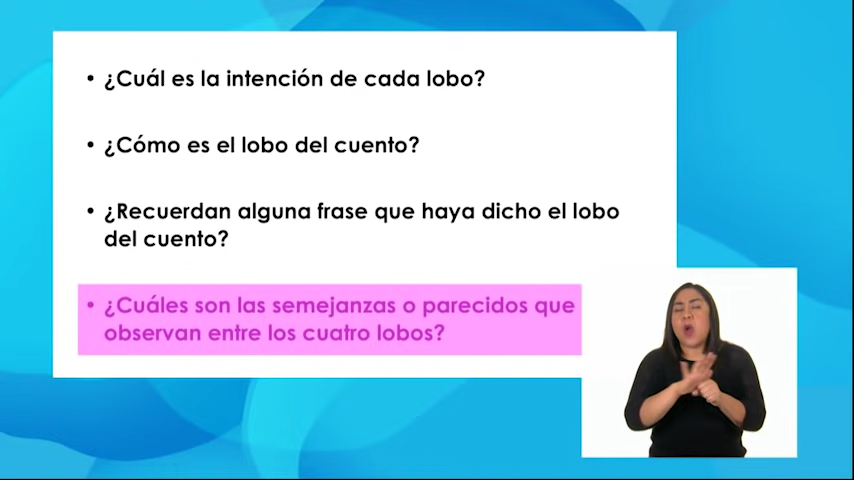 • ¿Cuál es la intención de cada lobo?
• ¿Cómo es el lobo del cuento?
• ¿Recuerdan alguna frase que haya dicho el lobo
del cuento?
• ¿Cuáles son las semejanzas o parecidos que
observan entre los cuatro lobos?